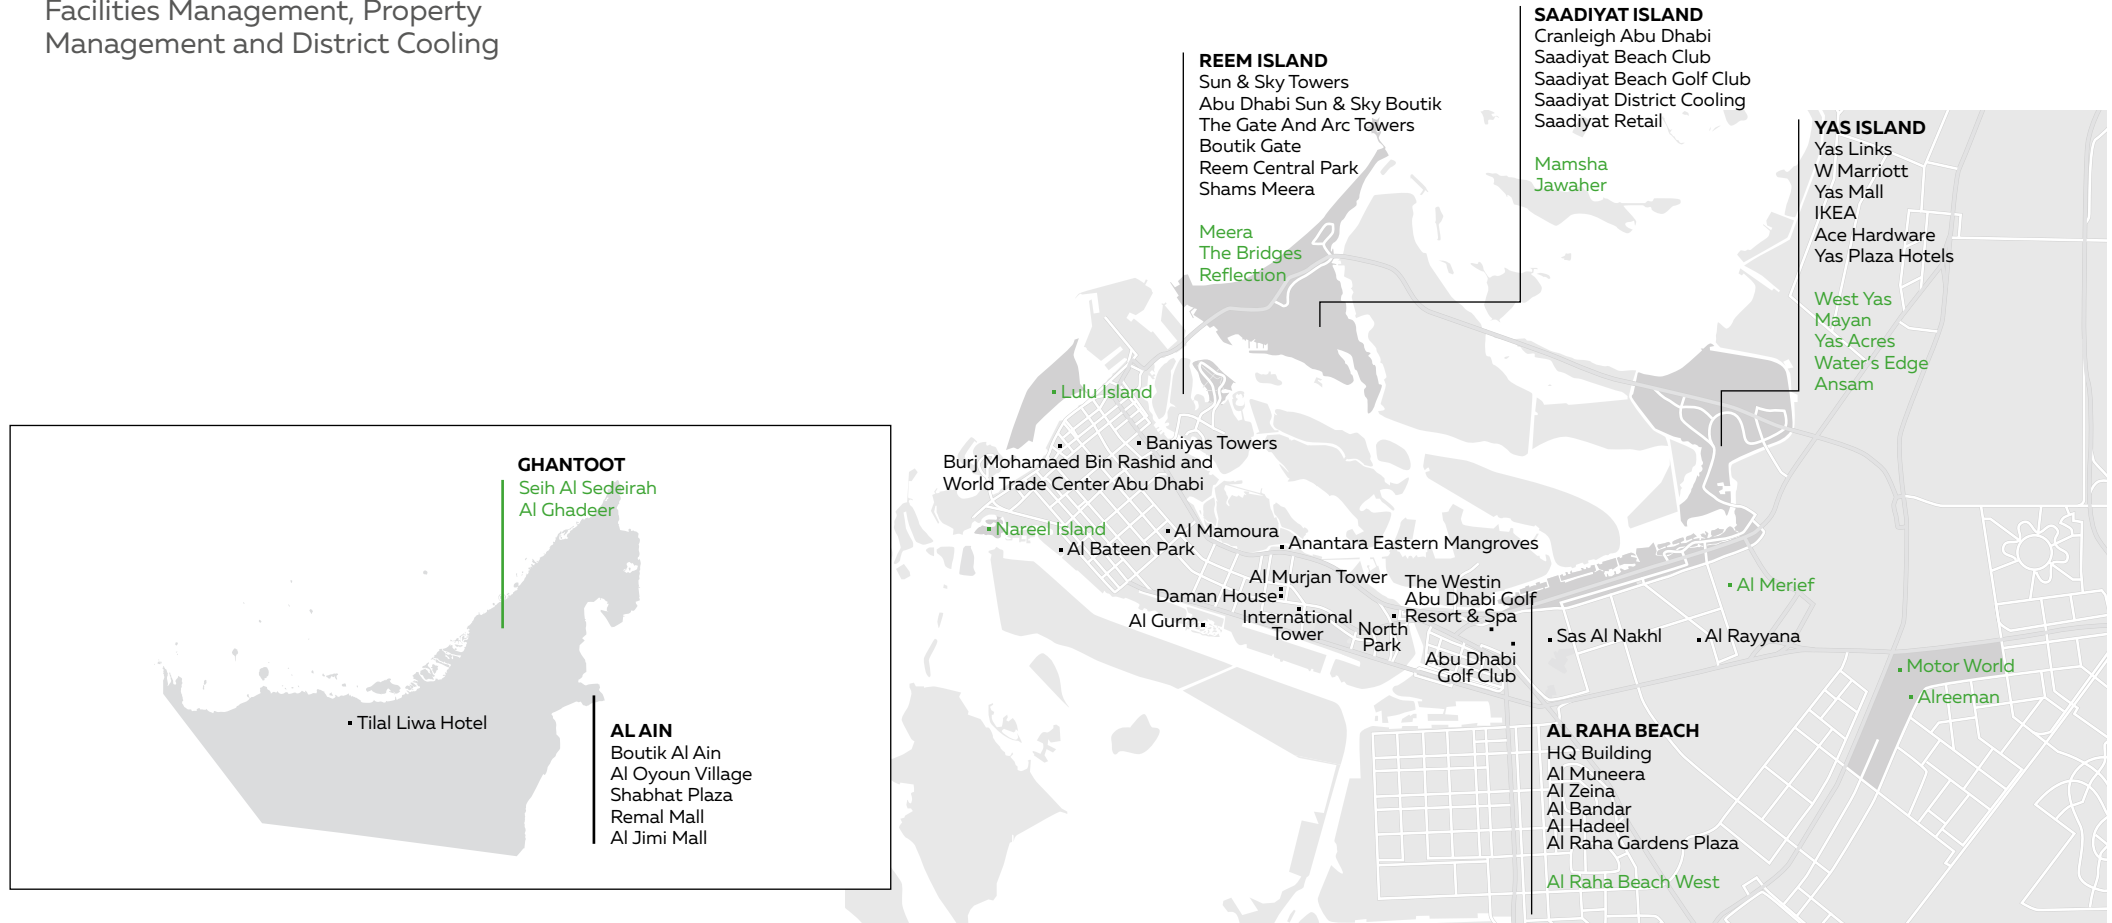 Facilities Management, Property
Management and District Cooling
REEM ISLAND
Sun & Sky Towers
Abu Dhabi Sun & Sky Boutik
The Gate And Arc Towers
Boutik Gate
Reem Central Park
Shams Meera
Meera
The Bridges
Reflection
SAADIYAT ISLAND
Cranleigh Abu Dhabi
Saadiyat Beach Club
Saadiyat Beach Golf Club
Saadiyat District Cooling
Saadiyat Retail
Mamsha
Jawaher
YAS ISLAND
Yas Links
W Marriott
Yas Mall
IKEA
Ace Hardware
Yas Plaza Hotels
West Yas
Mayan
Yas Acres
Water's Edge
Ansam
Lulu Island
Baniyas Towers
Burj Mohamaed Bin Rashid and
World Trade Center Abu Dhabi
Nareel Island
Al Mamoura
Al Bateen Park
Anantara Eastern Mangroves
Al Murjan Tower
Daman House
Al Gurm
International
Tower
North
Park
The Westin
Abu Dhabi Golf
Resort & Spa
Abu Dhabi
Golf Club
Sas Al Nakhl
Al Rayyana
Al Merief
Motor World
Alreeman
GHANTOOT
Seih Al Sedeirah
Al Ghadeer
Tilal Liwa Hotel
AL AIN
Boutik Al Ain
Al Oyoun Village
Shabhat Plaza
Remal Mall
Al Jimi Mall
AL RAHA BEACH
HQ Building
Al Muneera
Al Zeina
Al Bandar
Al Hadeel
Al Raha Gardens Plaza
Al Raha Beach West